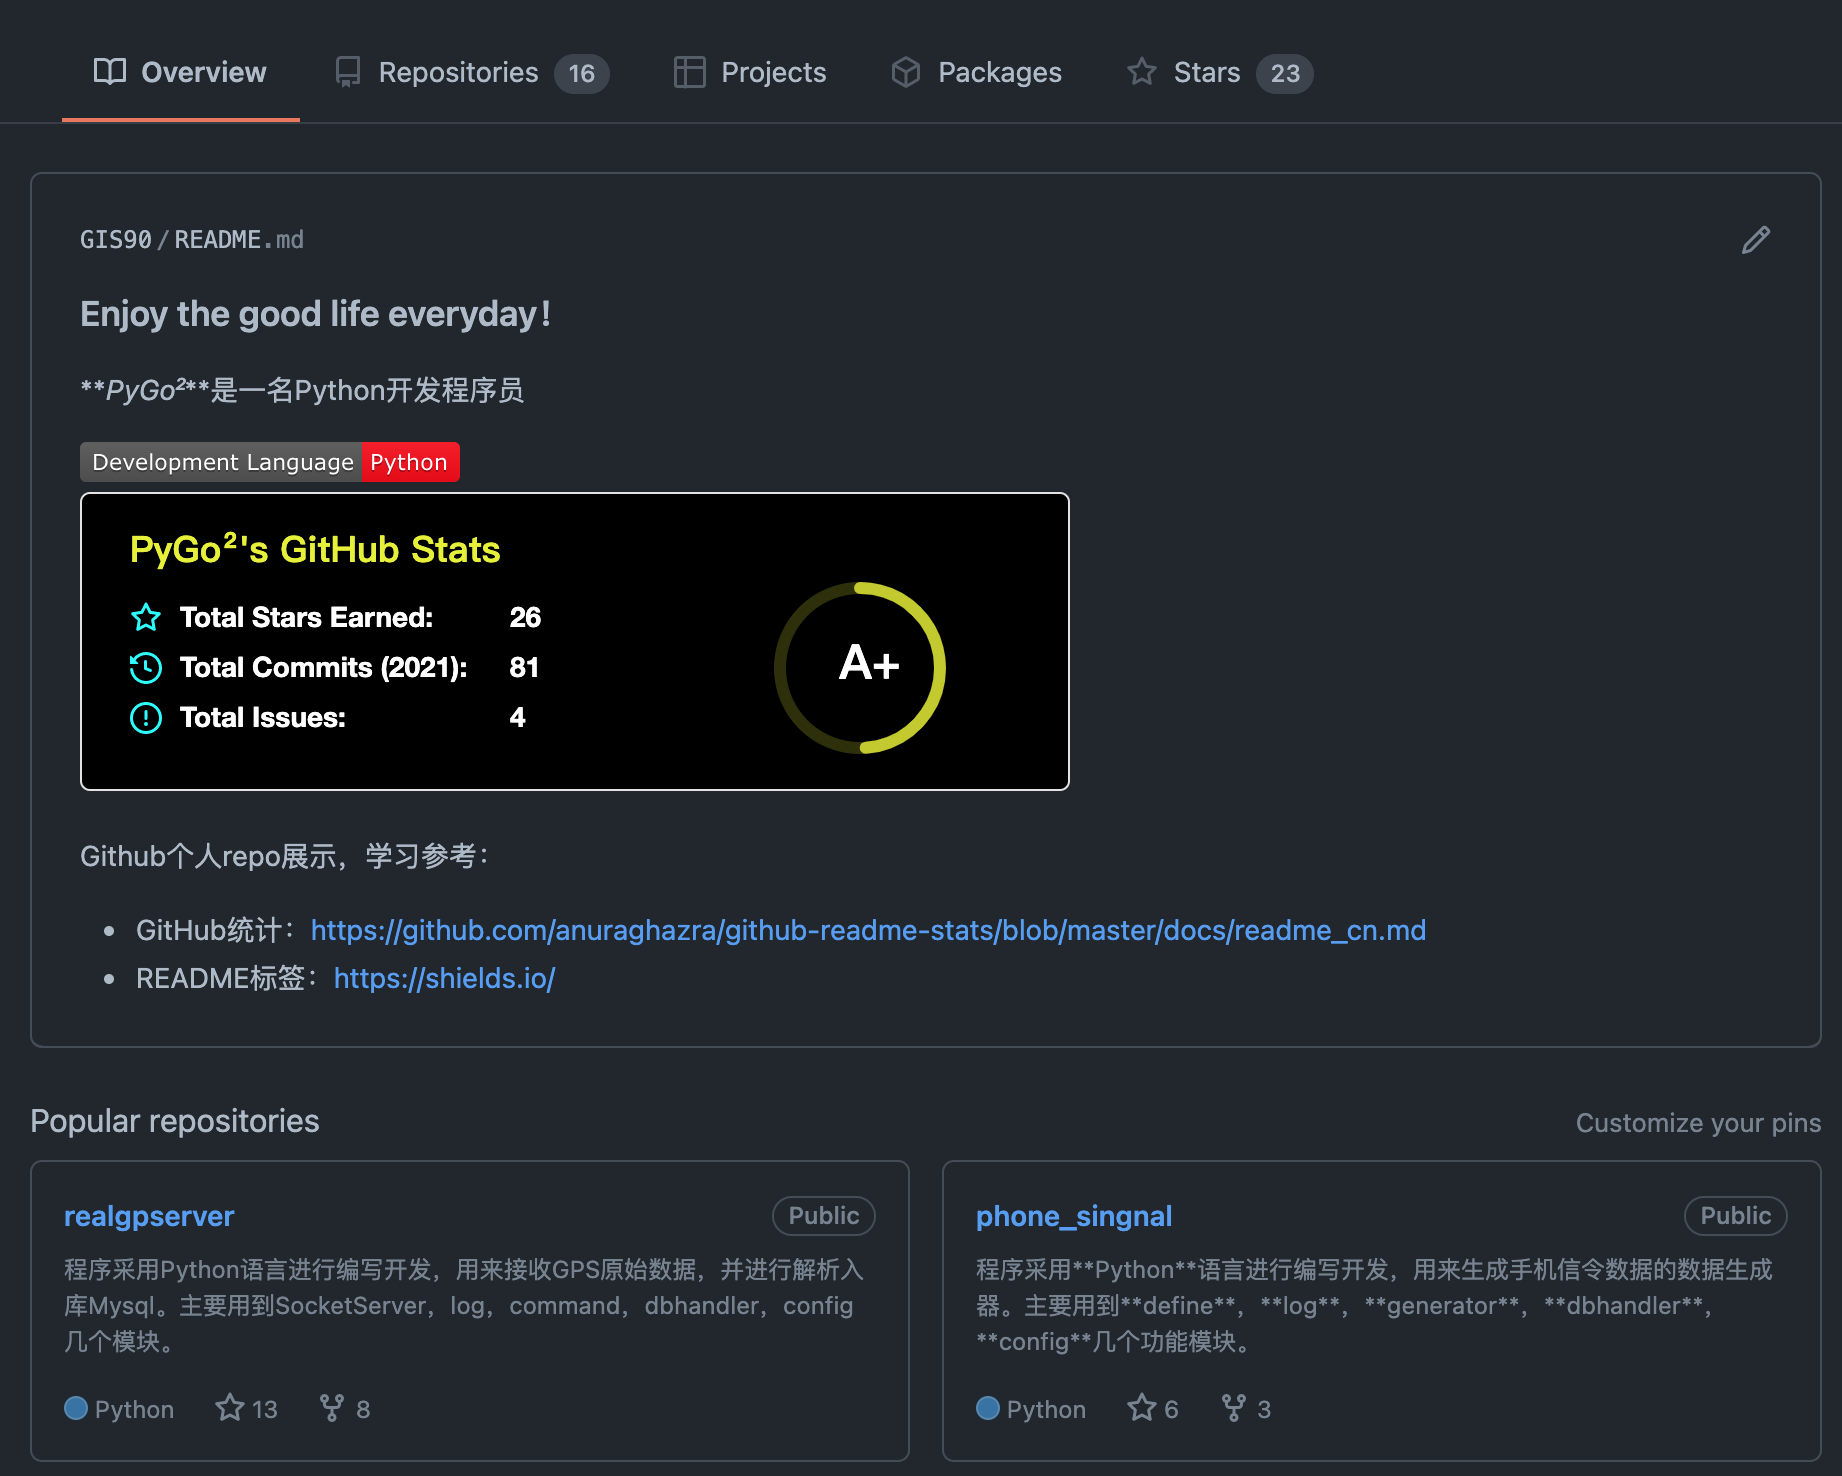 Overview Repositories 16 Projects Packages Stars 23
GIS90/README.md
Enjoy the good life everyday!
**PyGo²**是一名Python开发程序员
Development Language Python
PyGo²'s GitHub Stats
Total Stars Earned: 26
Total Commits (2021): 81
Total Issues: 4
A+
Github个人repo展示，学习参考：
GitHub统计：https://github.com/anuraghazra/github-readme-stats/blob/master/docs/readme_cn.md
README标签：https://shields.io/
Popular repositories
Customize your pins
realgpserver Public
程序采用Python语言进行编写开发，用来接收GPS原始数据，并进行解析入
库Mysql。主要用到SocketServer，log，command，dbhandler，config
几个模块。
Python 13 8
phone_singnal Public
程序采用**Python**语言进行编写开发，用来生成手机信令数据的数据生成
器。主要用到**define**，**log**，**generator**，**dbhandler**，
**config**几个功能模块。
Python 6 3